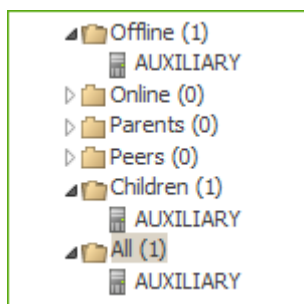 Offline (1)
AUXILIARY
Online (0)
Parents (0)
Peers (0)
Children (1)
AUXILIARY
All (1)
AUXILIARY